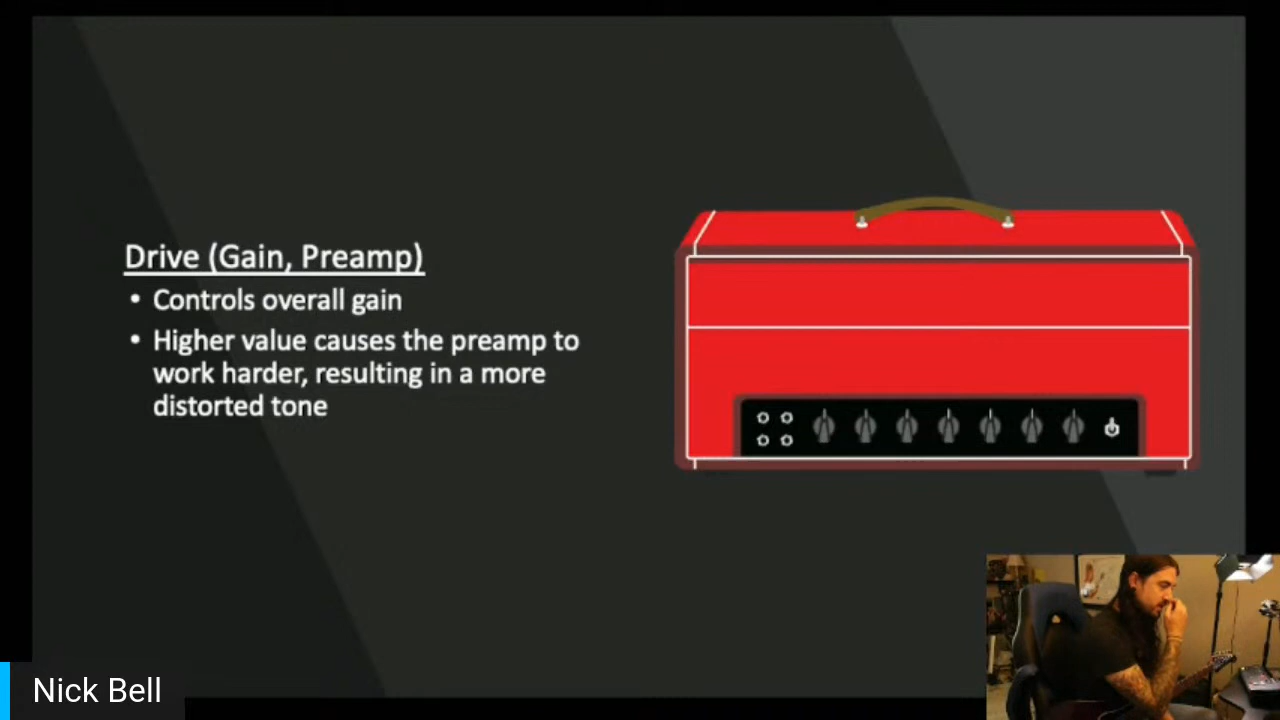 Drive (Gain, Preamp)
• Controls overall gain
• Higher value causes the preamp to
work harder, resulting in a more
distorted tone
Nick Bell